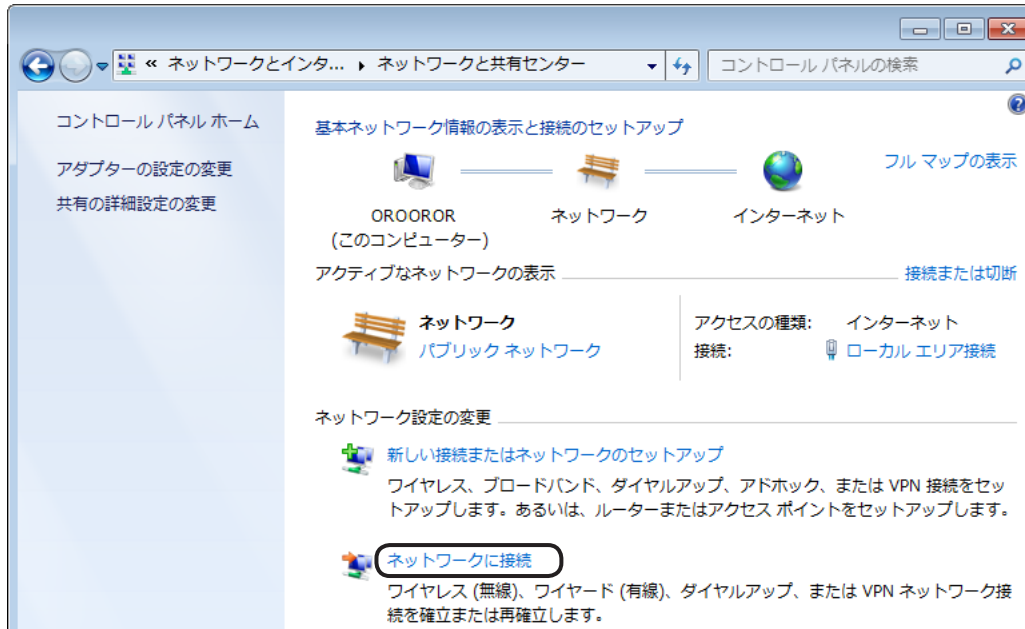 « ネットワークとインタ... ▸ ネットワークと共有センター
コントロール パネルの検索
コントロール パネル ホーム
アダプターの設定の変更
共有の詳細設定の変更
基本ネットワーク情報の表示と接続のセットアップ
フル マップの表示
OROOROR
(このコンピューター)
ネットワーク
インターネット
アクティブなネットワークの表示
接続または切断
ネットワーク
パブリック ネットワーク
アクセスの種類: インターネット
接続: ローカル エリア接続
ネットワーク設定の変更
新しい接続またはネットワークのセットアップ
ワイヤレス、ブロードバンド、ダイヤルアップ、アドホック、または VPN 接続をセッ
トアップします。あるいは、ルーターまたはアクセス ポイントをセットアップします。
ネットワークに接続
ワイヤレス (無線)、ワイヤード (有線)、ダイヤルアップ、または VPN ネットワーク接
続を確立または再確立します。